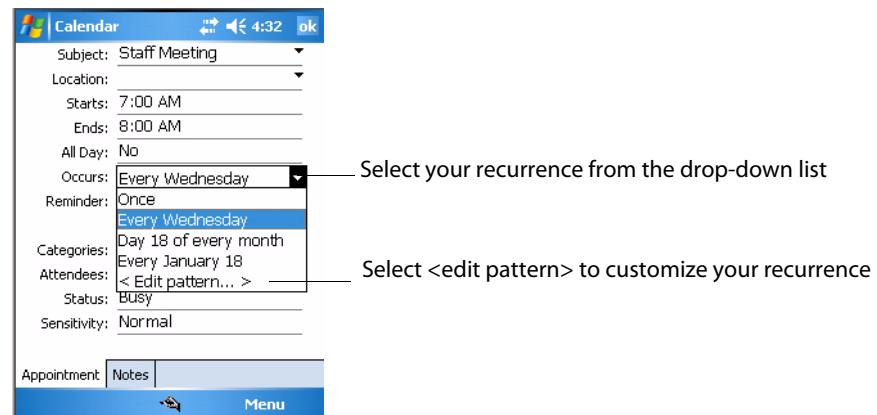 Calendar 4:32 ok
Subject: Staff Meeting
Location:
Starts: 7:00 AM
Ends: 8:00 AM
All Day: No
Occurs: Every Wednesday
Select your recurrence from the drop-down list
Reminder:
Once
Every Wednesday
Day 18 of every month
Every January 18
< Edit pattern... >
Select <edit pattern> to customize your recurrence
Categories:
Attendees:
Status: Busy
Sensitivity: Normal
Appointment Notes
Menu